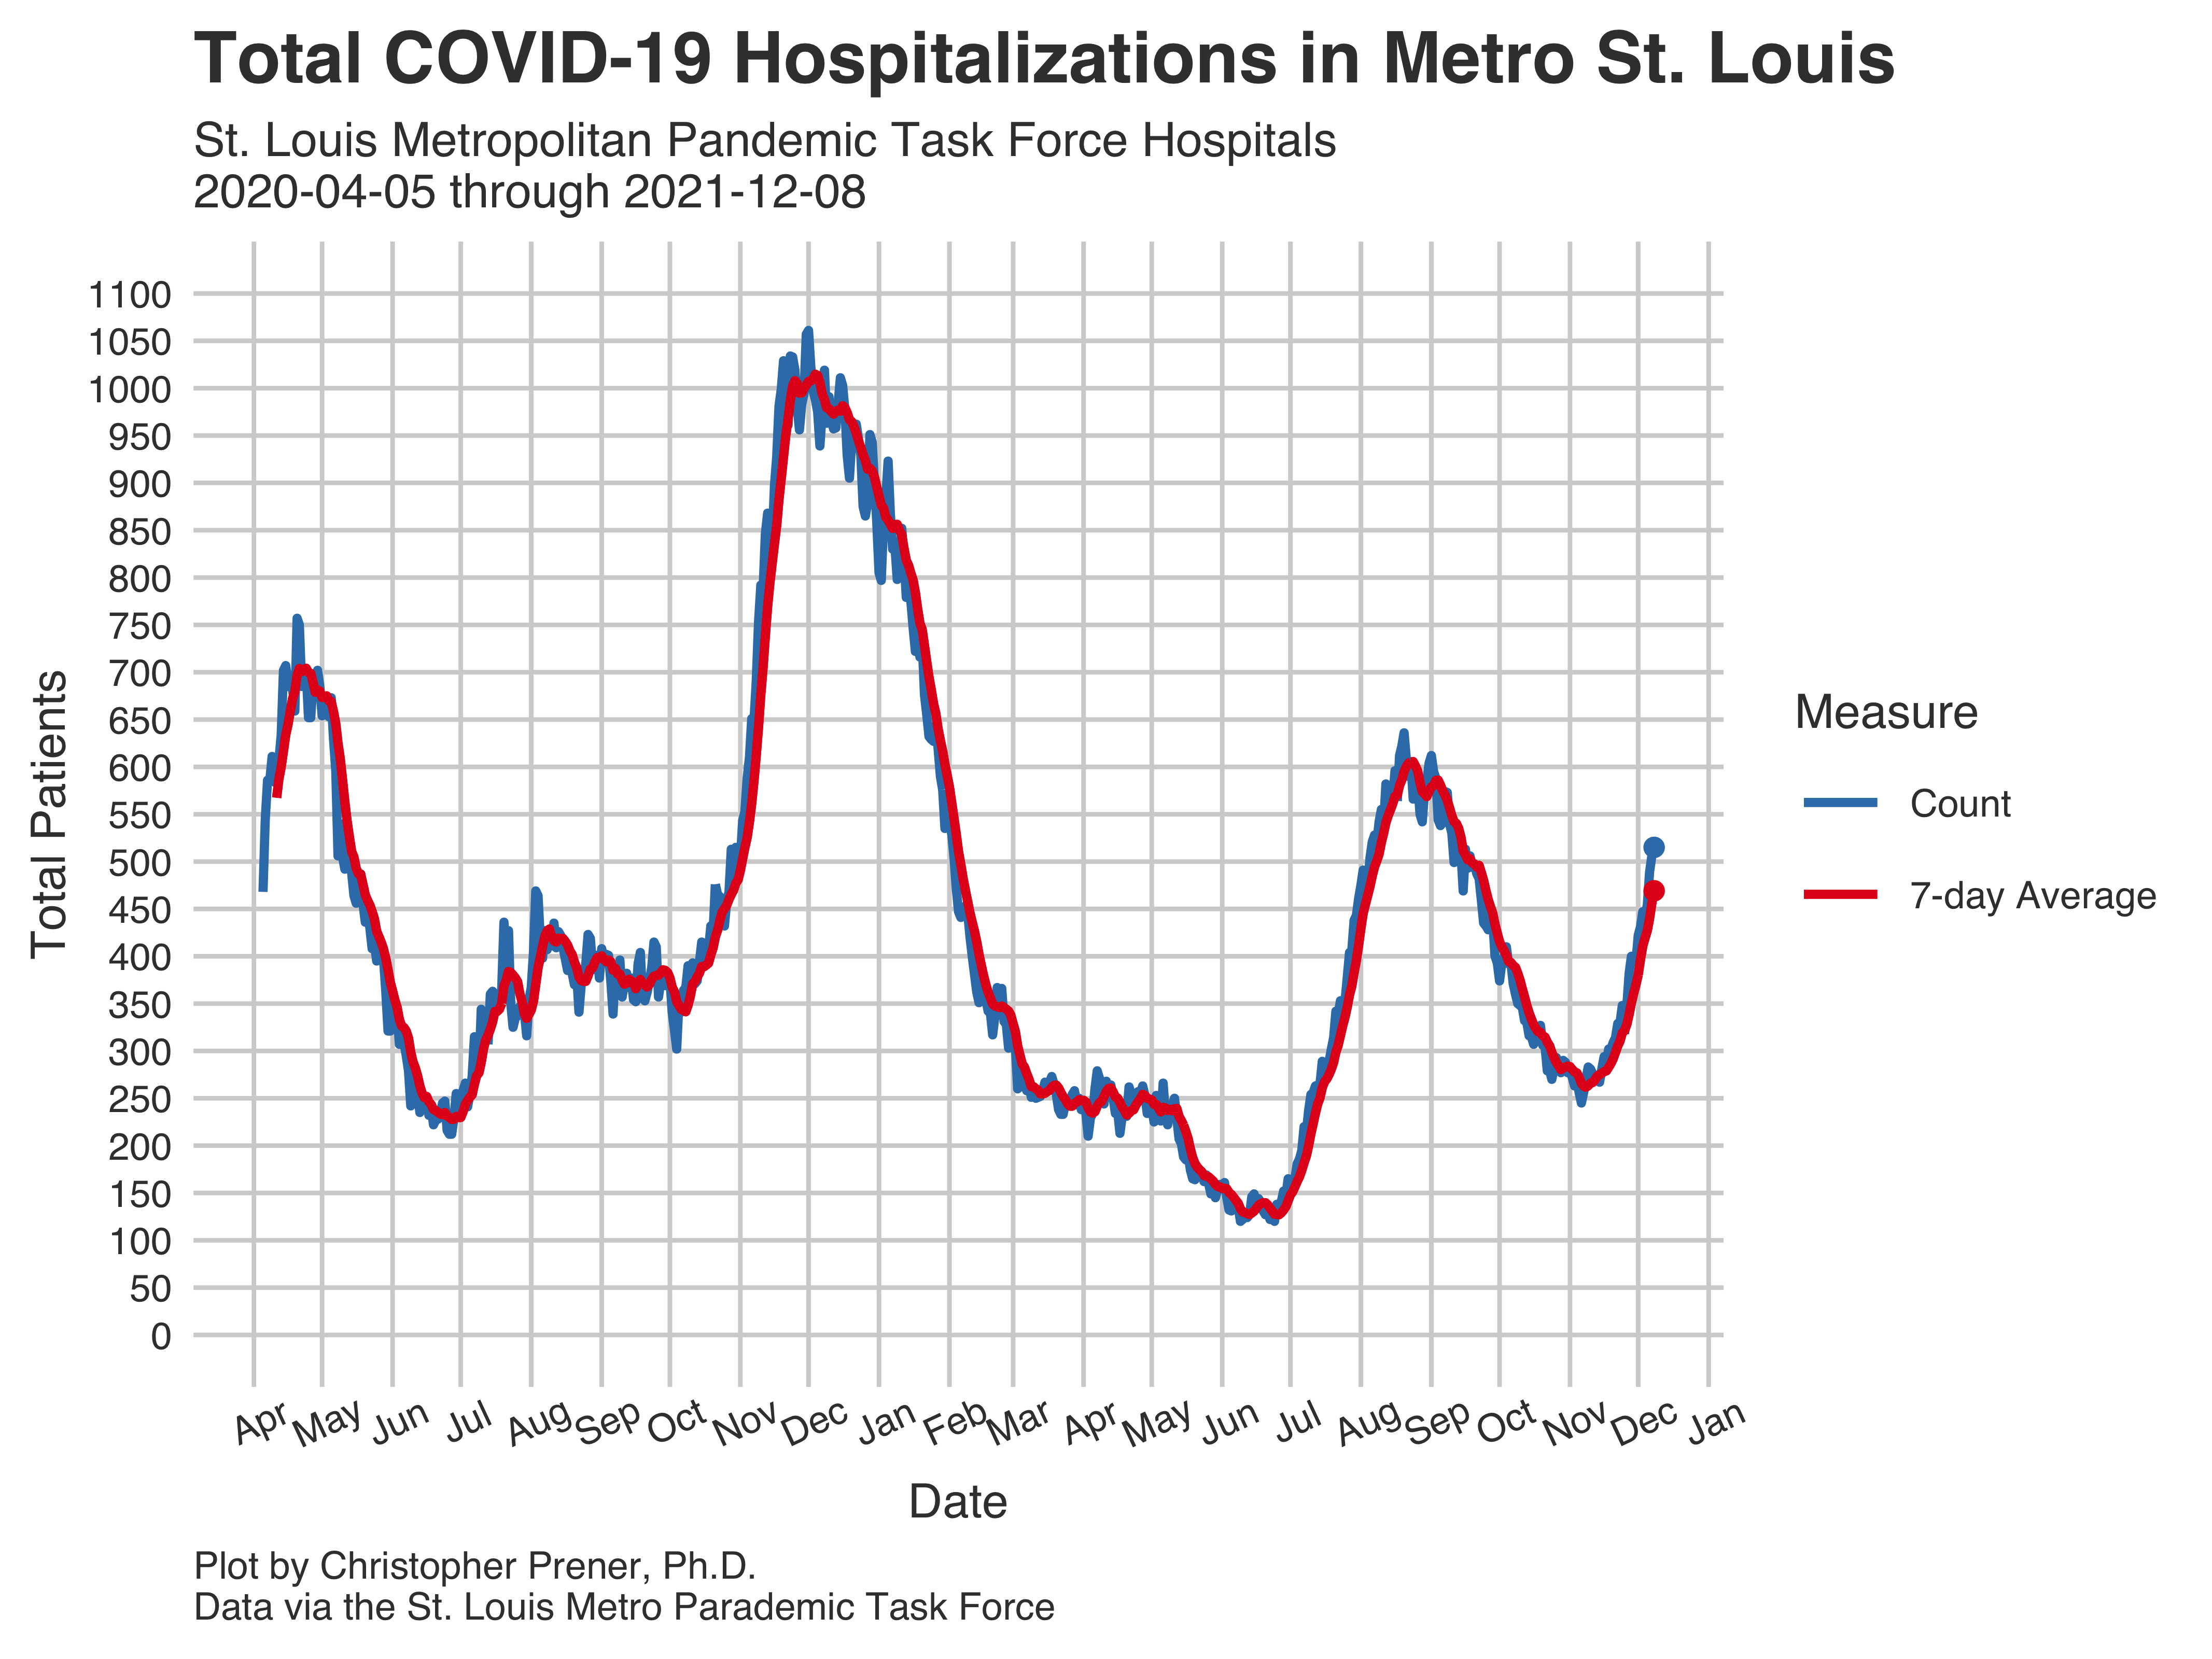 Total COVID-19 Hospitalizations in Metro St. Louis
St. Louis Metropolitan Pandemic Task Force Hospitals
2020-04-05 through 2021-12-08
1100
1050
1000
950
900
850
800
750
700
650
600
550
500
450
400
350
300
250
200
150
100
50
0
Total Patients
Apr May Jun Jul Aug Sep Oct Nov Dec Jan Feb Mar Apr May Jun Jul Aug Sep Oct Nov Dec Jan
Date
Measure
Count
7-day Average
Plot by Christopher Prener, Ph.D.
Data via the St. Louis Metro Parademic Task Force